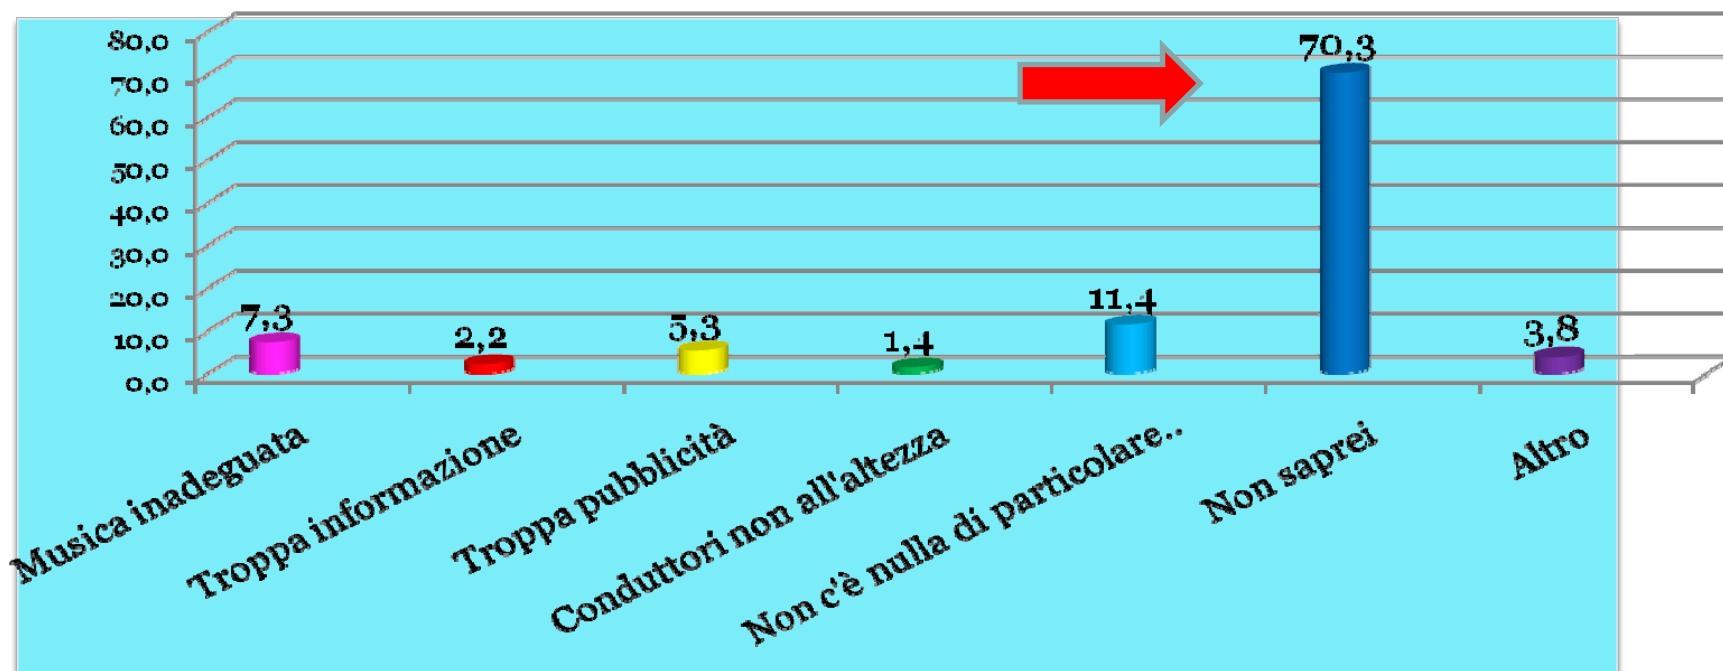 80,0
70,0
60,0
50,0
40,0
30,0
20,0
10,0
0,0
7,3
2,2
5,3
1,4
11,4
70,3
3,8
Musica inadeguata
Troppa informazione
Troppa pubblicità
Conduttori non all'altezza
Non c'è nulla di particolare..
Non saprei
Altro